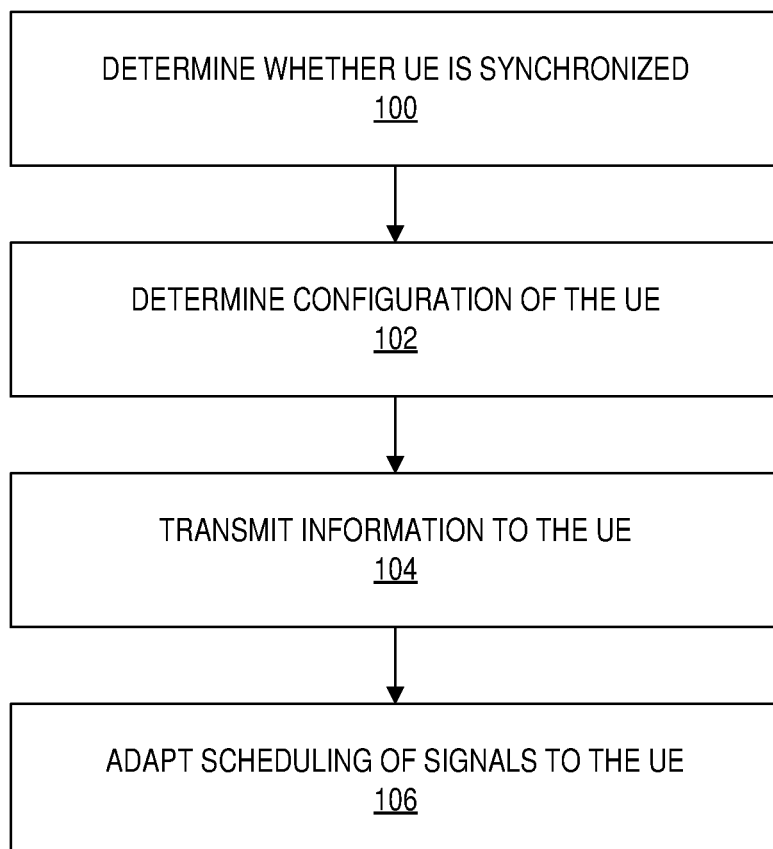 DETERMINE WHETHER UE IS SYNCHRONIZED
100
DETERMINE CONFIGURATION OF THE UE
102
TRANSMIT INFORMATION TO THE UE
104
ADAPT SCHEDULING OF SIGNALS TO THE UE
106